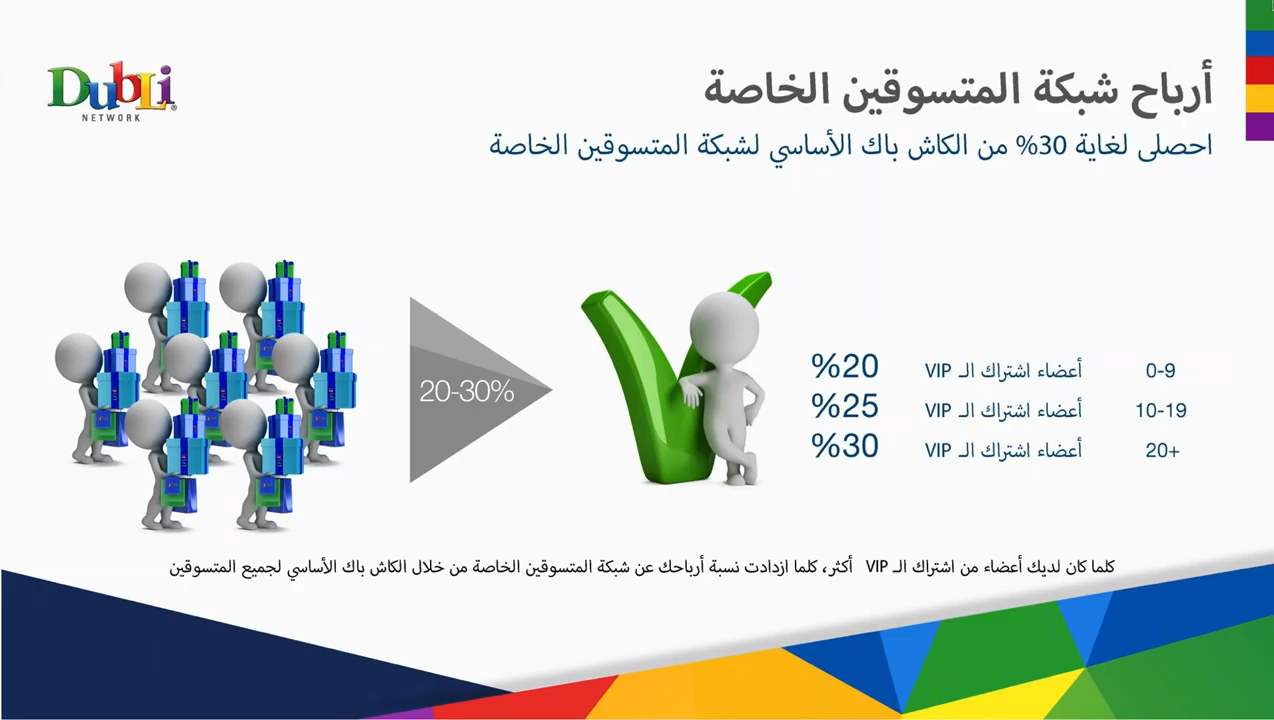 DubLi
NETWORK
أرباح شبكة المتسوقين الخاصة
احصلى لغاية 30% من الكاش باك الأساسي لشبكة المتسوقين الخاصة
20-30%
0-9 أعضاء اشتراك الـ VIP %20
10-19 أعضاء اشتراك الـ VIP %25
20+ أعضاء اشتراك الـ VIP %30
كلما كان لديك أعضاء من اشتراك الـ VIP أكثر، كلما ازدادت نسبة أرباحك عن شبكة المتسوقين الخاصة من خلال الكاش باك الأساسي لجميع المتسوقين